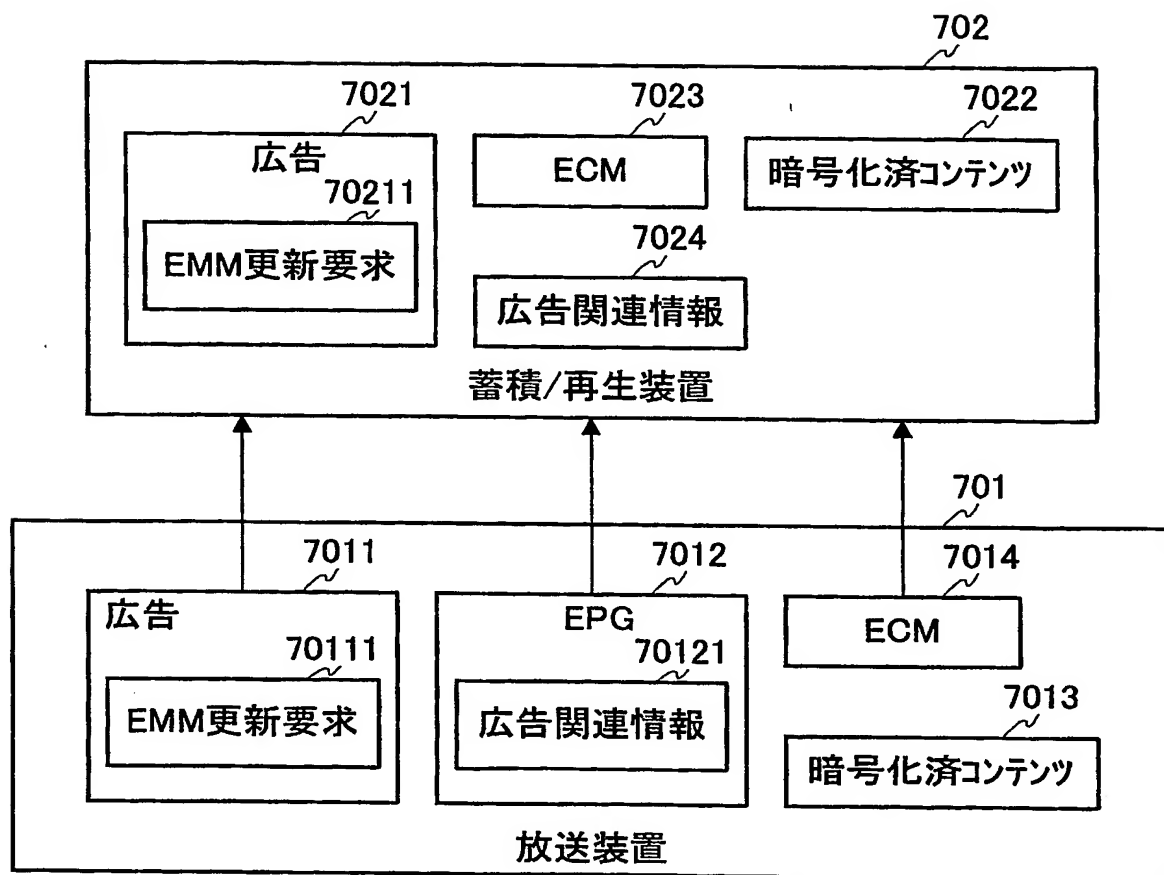 702
7021
7023
7022
広告
ECM
暗号化済コンテンツ
70211
EMM更新要求
7024
広告関連情報
蓄積/再生装置
701
7011
7012
7014
広告
EPG
ECM
70111
70121
EMM更新要求
広告関連情報
7013
暗号化済コンテンツ
放送装置